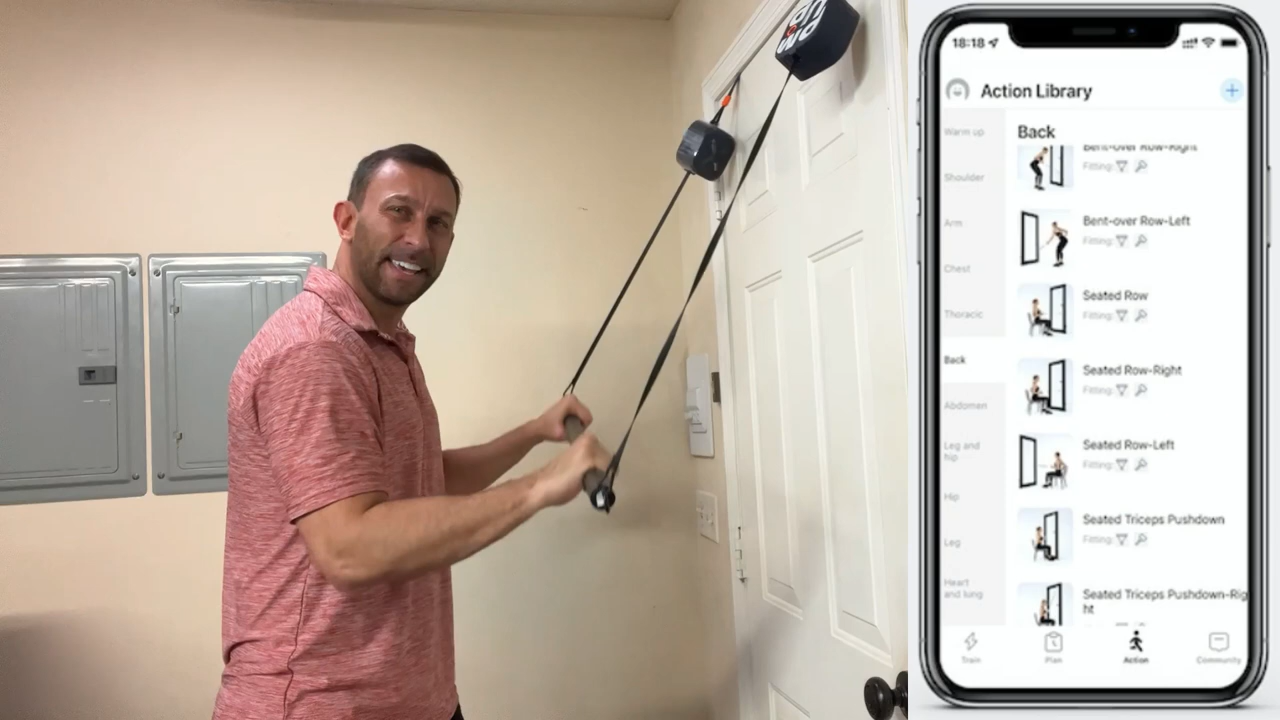 UP
18:18
Action Library
+
Warm up
Shoulder
Arm
Chest
Thoracic
Back
Abdomen
Leg and
hip
Hip
Leg
Heart
and lung
Back
Bent-over Row-Right
Fitting:
Bent-over Row-Left
Fitting:
Seated Row
Fitting:
Seated Row-Right
Fitting:
Seated Row-Left
Fitting:
Seated Triceps Pushdown
Fitting:
Seated Triceps Pushdown-Rig
ht
Train
Plan
Action
Community